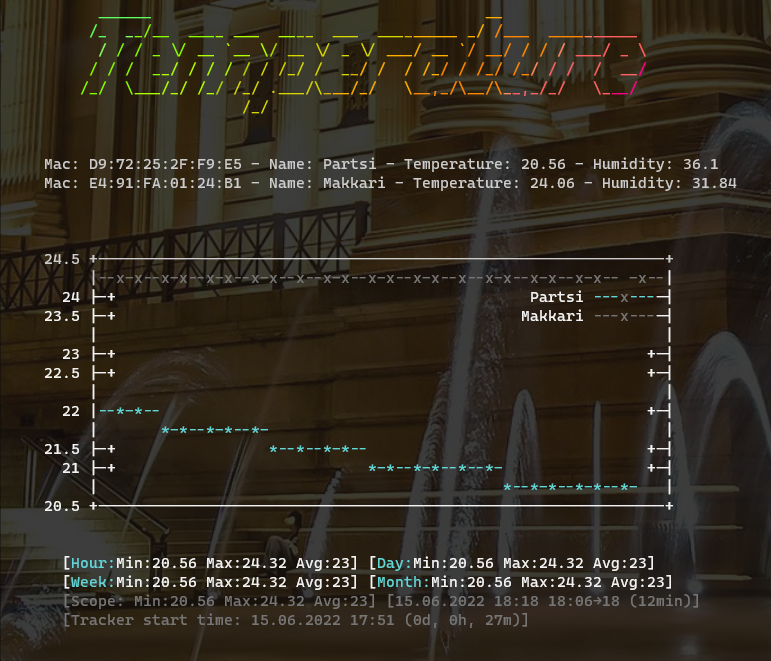 Temperature
Mac: D9:72:25:2F:F9:E5 - Name: Partsi - Temperature: 20.56 - Humidity: 36.1
Mac: E4:91:FA:01:24:B1 - Name: Makkari - Temperature: 24.06 - Humidity: 31.84
24.5
24 Partsi ---x---
23.5 Makkari ---x---
23
22.5
22
21.5
21
20.5
[Hour:Min:20.56 Max:24.32 Avg:23] [Day:Min:20.56 Max:24.32 Avg:23]
[Week:Min:20.56 Max:24.32 Avg:23] [Month:Min:20.56 Max:24.32 Avg:23]
[Scope: Min:20.56 Max:24.32 Avg:23] [15.06.2022 18:18 18:06→18 (12min)]
[Tracker start time: 15.06.2022 17:51 (0d, 0h, 27m)]